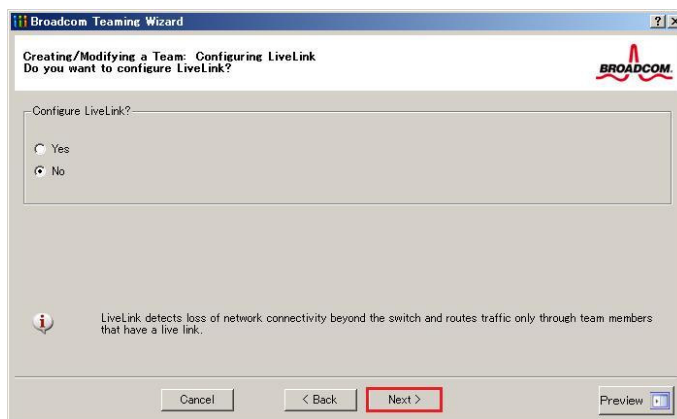 Broadcom Teaming Wizard
Creating/Modifying a Team: Configuring LiveLink
Do you want to configure LiveLink?
BROADCOM.
Configure LiveLink?
Yes
No
LiveLink detects loss of network connectivity beyond the switch and routes traffic only through team members
that have a live link.
Cancel
< Back
Next >
Preview